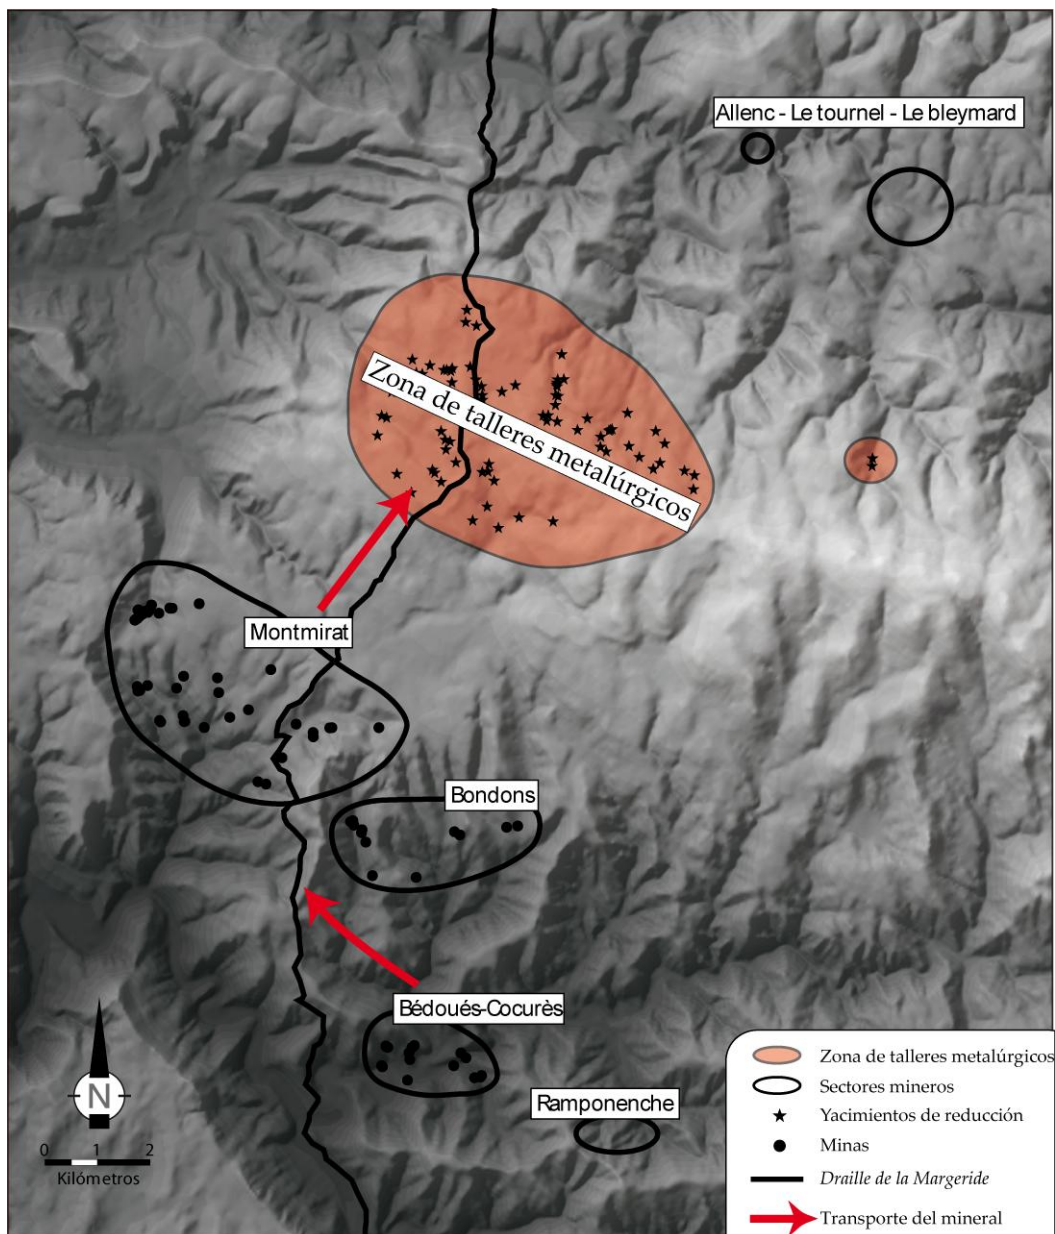 Allenc - Le tournel - Le bleymard
Zona de talleres metalúrgicos
Montmirat
Bondons
Bédoués-Cocurès
Ramponenche
N
0 1 2
Kilómetros
Zona de talleres metalúrgicos
Sectores mineros
Yacimientos de reducción
Minas
Draille de la Margeride
Transporte del mineral